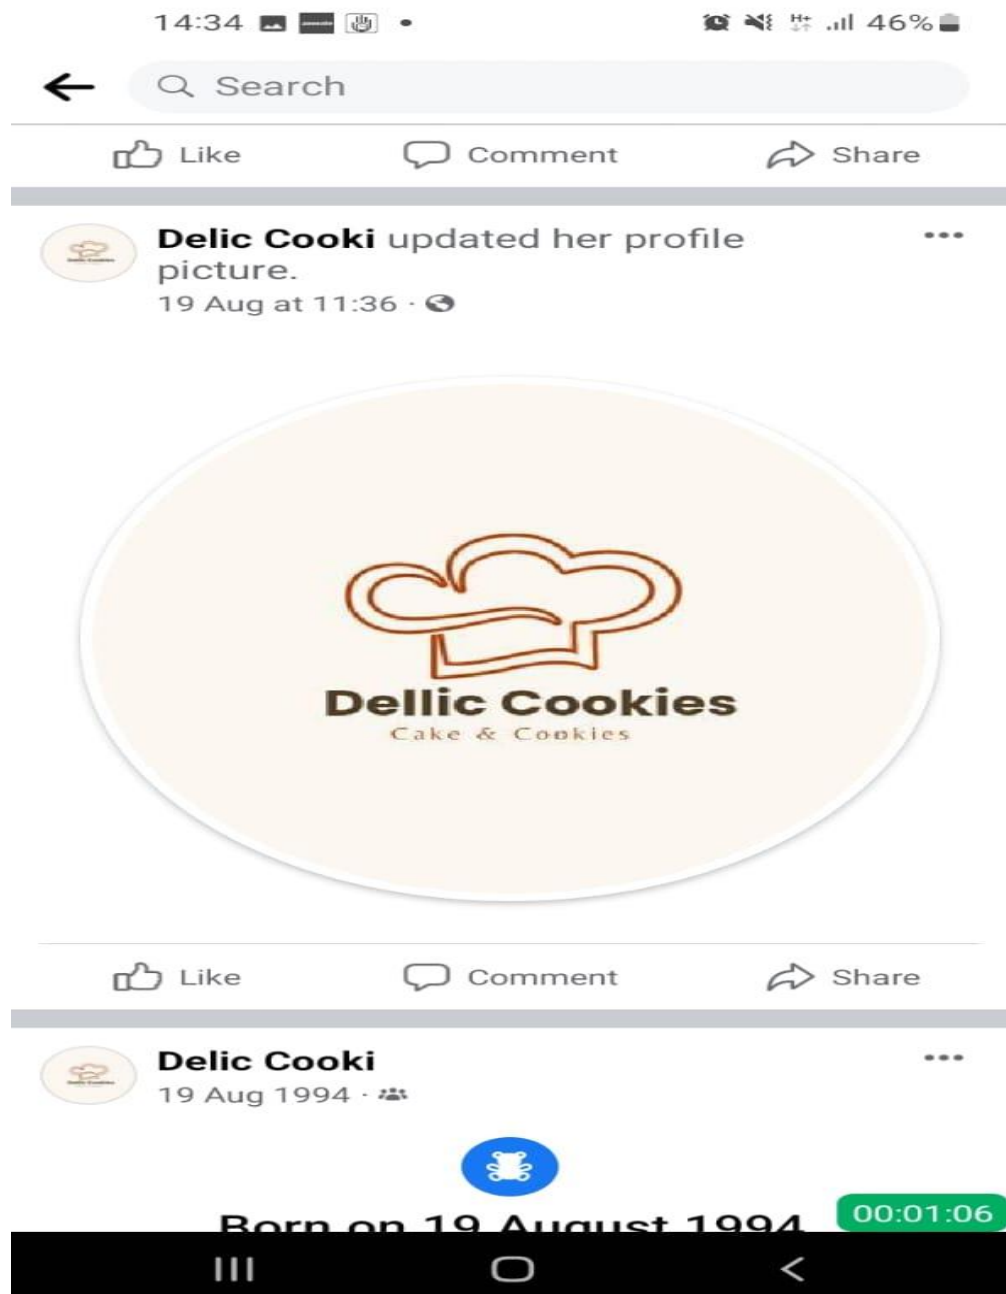 14:34 H+ 46%
Search
Like Comment Share
Delic Cooki updated her profile
picture.
19 Aug at 11:36 ·
Dellic Cookies
Cake & Cookies
Like Comment Share
Delic Cooki
19 Aug 1994 ·
Born on 19 August 1994
00:01:06